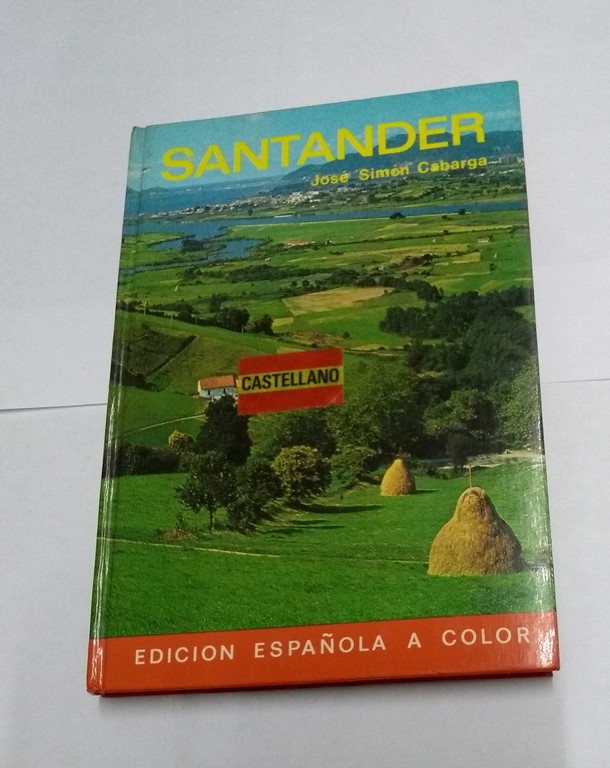 SANTANDER
José Simón Cabarga
CASTELLANO
EDICION ESPAÑOLA A COLOR